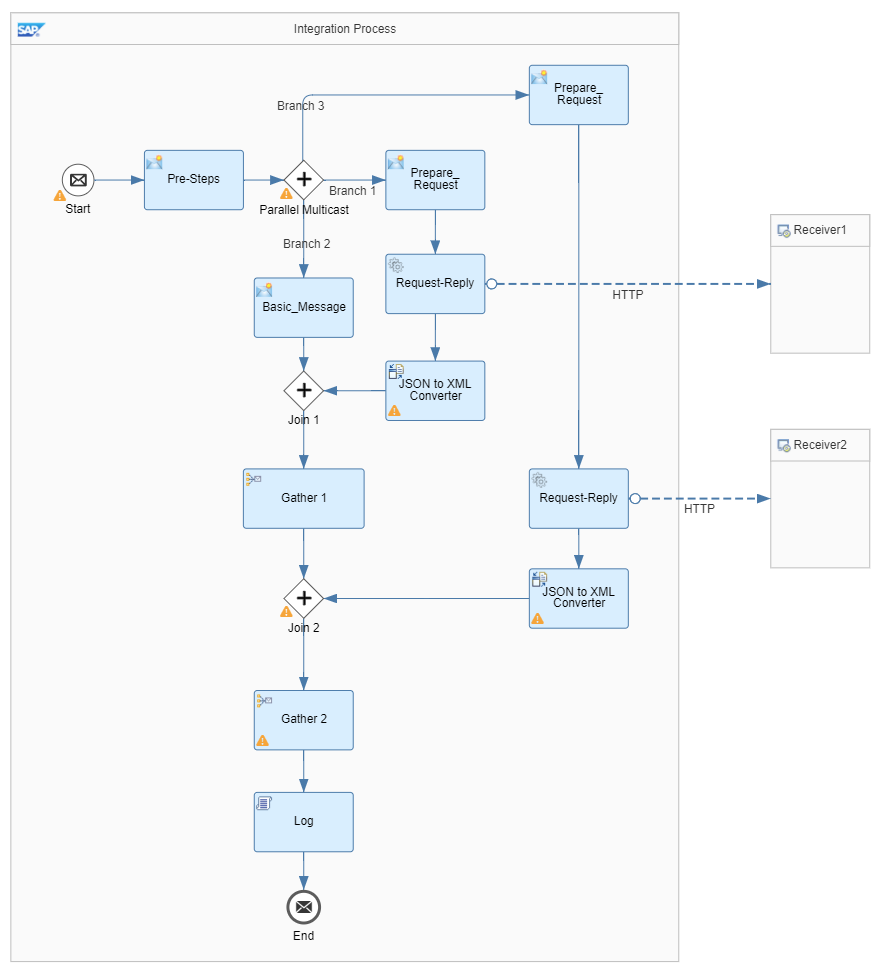 SAP
Integration Process
Prepare_
Request
Branch 3
Pre-Steps
Prepare_
Request
Branch 1
Start
Parallel Multicast
Branch 2
Receiver1
Request-Reply
HTTP
Basic_Message
JSON to XML
Converter
Join 1
Receiver2
Gather 1
Request-Reply
HTTP
JSON to XML
Converter
Join 2
Gather 2
Log
End